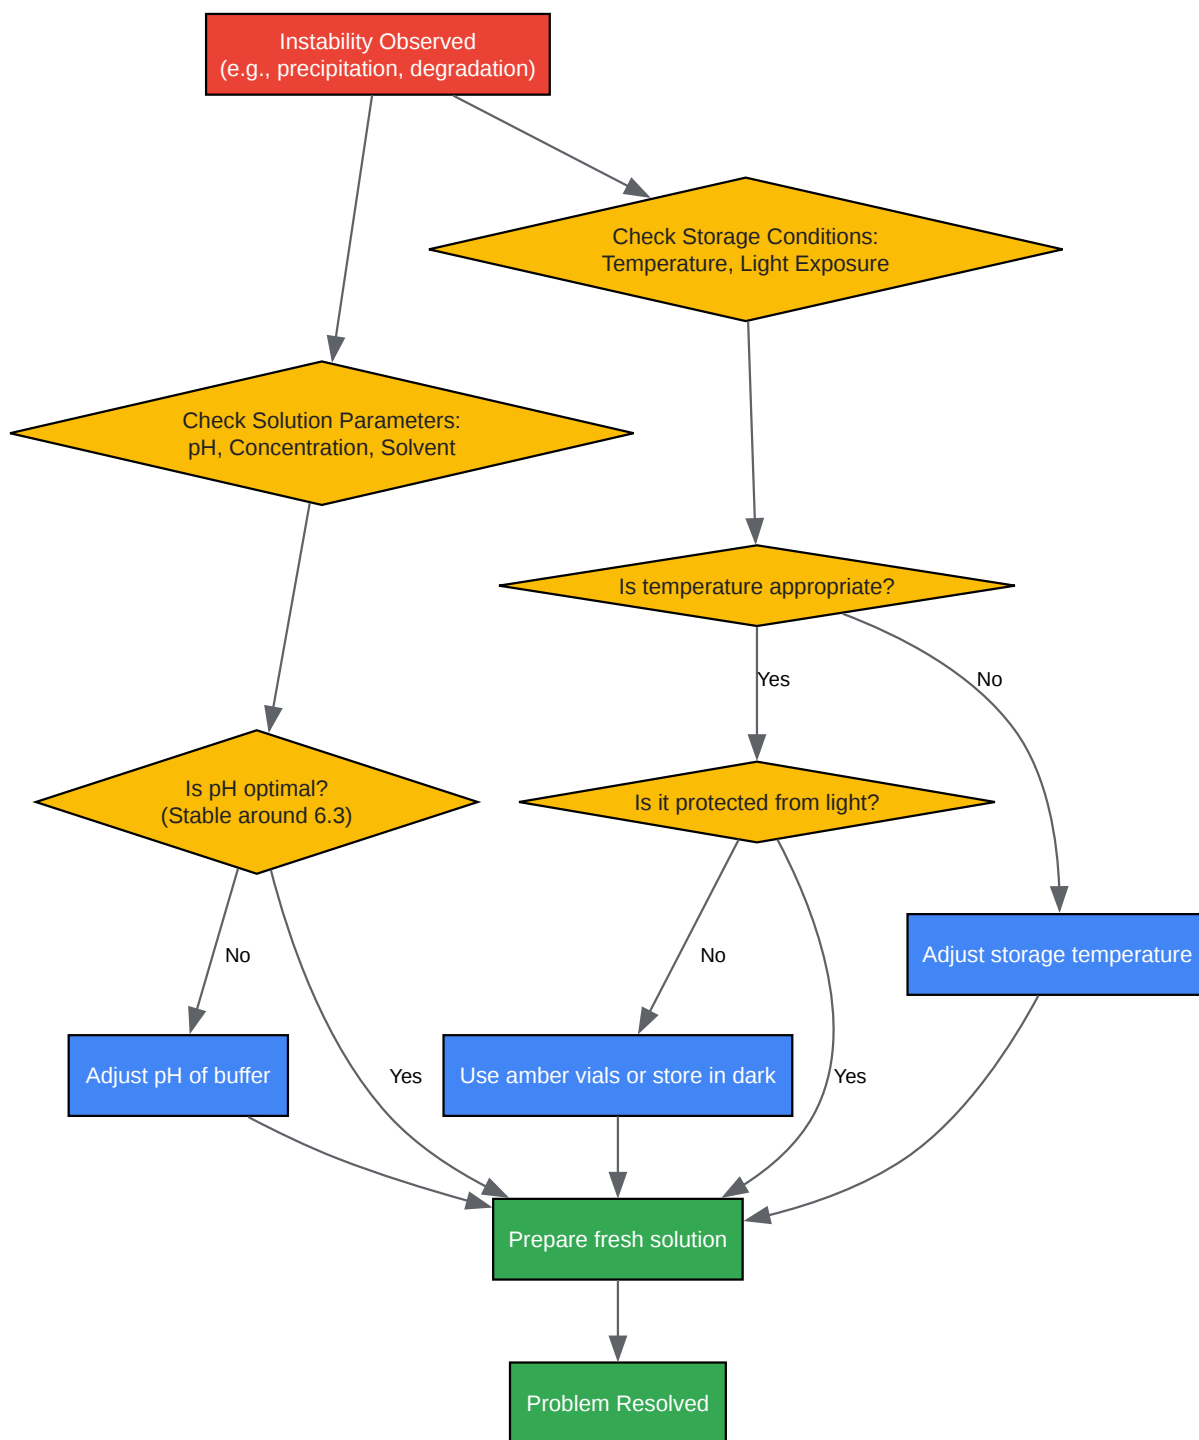 Instability Observed
(e.g., precipitation, degradation)
Check Storage Conditions:
Temperature, Light Exposure
Check Solution Parameters:
pH, Concentration, Solvent
Is temperature appropriate?
Yes
No
Is pH optimal?
(Stable around 6.3)
Is it protected from light?
No
No
Adjust storage temperature
Adjust pH of buffer
Yes
Use amber vials or store in dark
Yes
Prepare fresh solution
Problem Resolved